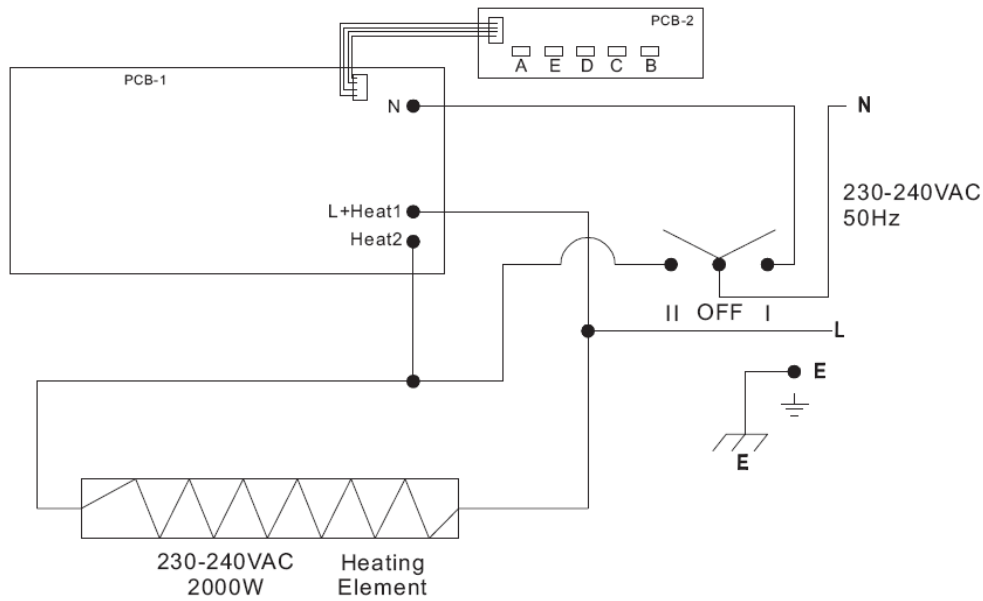 PCB-2
A E D C B
PCB-1
N
N
230-240VAC
50Hz
L+Heat1
Heat2
II OFF I
L
E
E
230-240VAC
2000W
Heating
Element